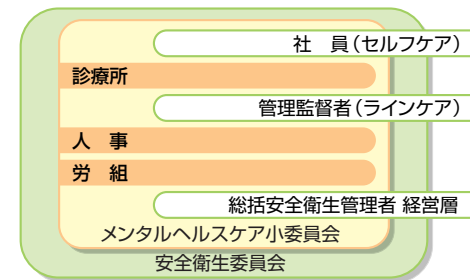 社　員（セルフケア）
診療所
管理監督者（ラインケア）
人　事
労　組
総括安全衛生管理者 経営層
メンタルヘルスケア小委員会
安全衛生委員会